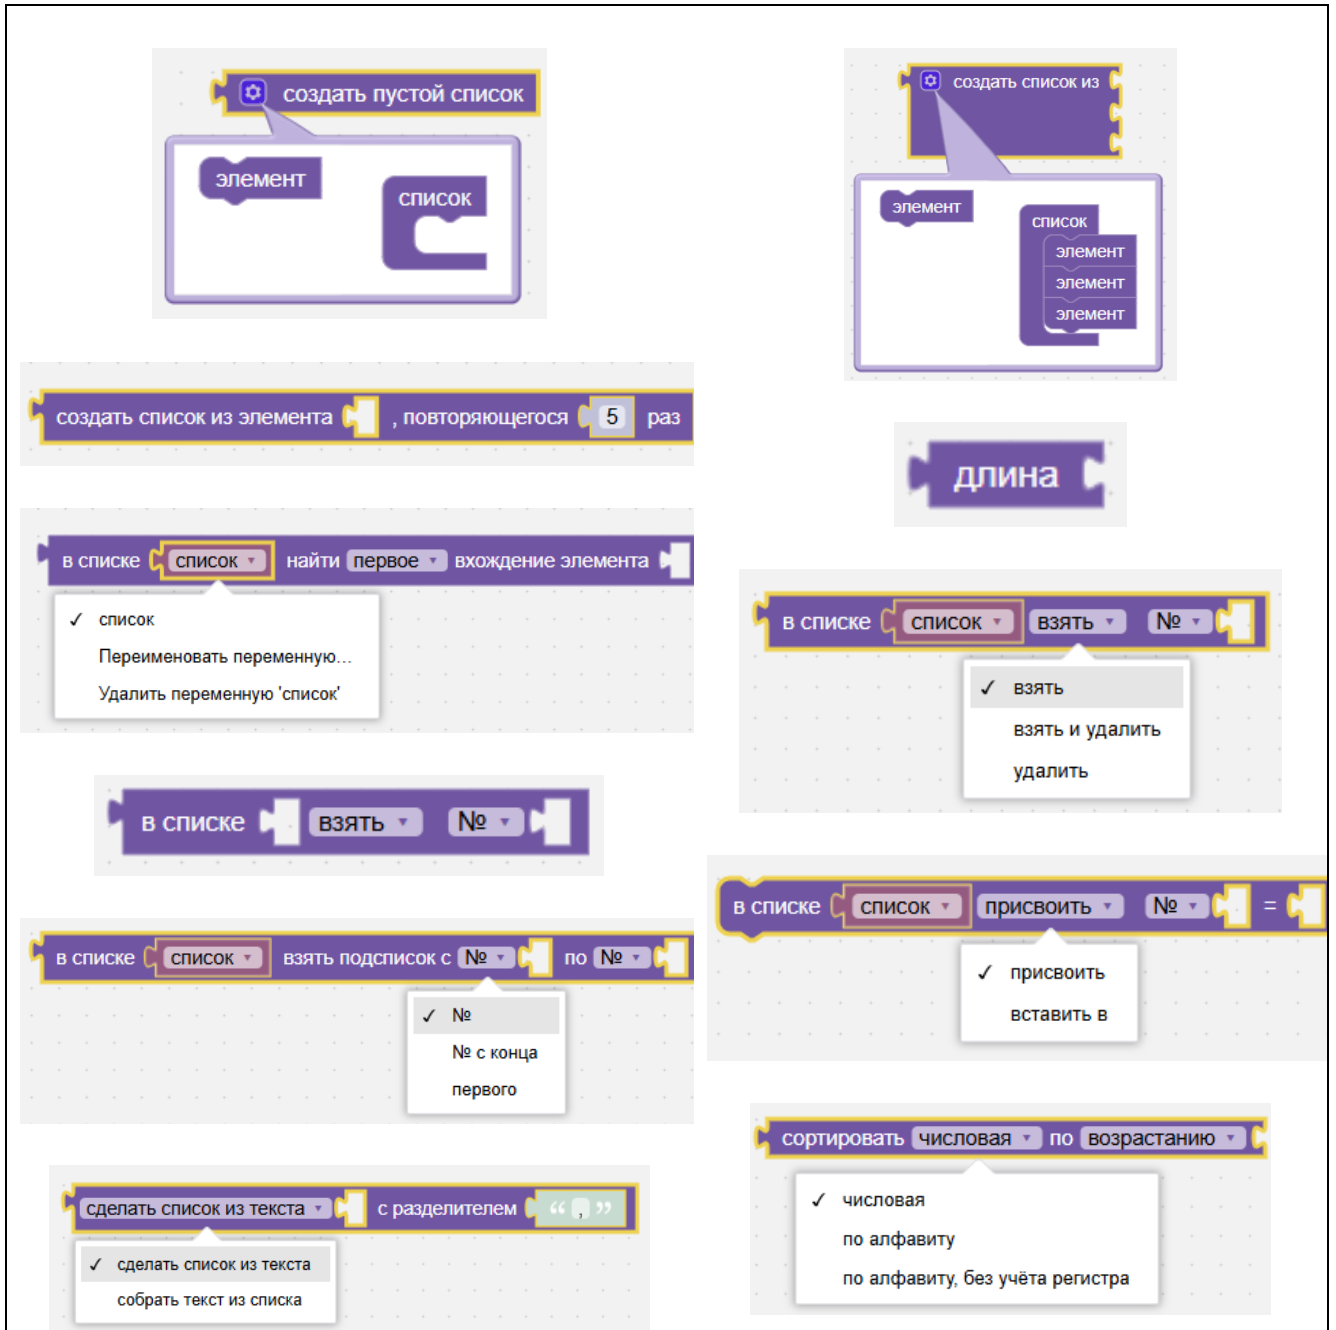 создать пустой список
элемент
список
создать список из
элемент
список
элемент
элемент
элемент
создать список из элемента , повторяющегося 5 раз
длина
в списке список найти первое вхождение элемента
✓ список
Переименовать переменную...
Удалить переменную 'список'
в списке список взять №
✓ взять
взять и удалить
удалить
в списке взять №
в списке список присвоить № =
✓ присвоить
вставить в
в списке список взять подсписок с № по №
✓ №
№ с конца
первого
сортировать числовая по возрастанию
✓ числовая
по алфавиту
по алфавиту, без учёта регистра
сделать список из текста с разделителем “ , ”
✓ сделать список из текста
собрать текст из списка